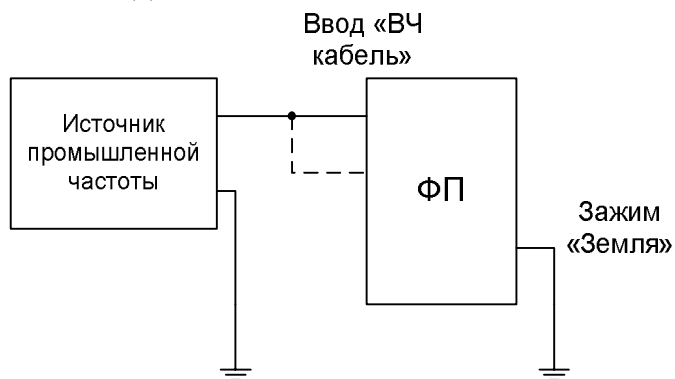 Ввод «ВЧ
кабель»
Источник
промышленной
частоты
ФП
Зажим
«Земля»